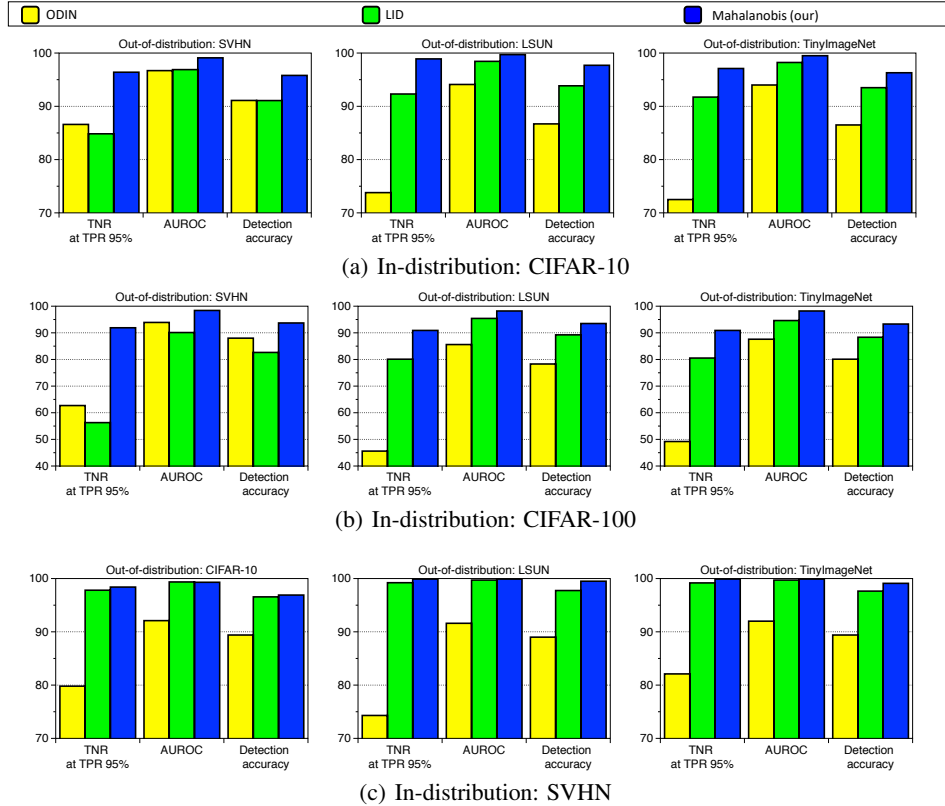 ODIN LID Mahalanobis (our)
Out-of-distribution: SVHN Out-of-distribution: LSUN Out-of-distribution: TinyImageNet
100 100 100
90 90 90
80 80 80
70 70 70
TNR AUROC Detection TNR AUROC Detection TNR AUROC Detection
at TPR 95% accuracy at TPR 95% accuracy at TPR 95% accuracy
(a) In-distribution: CIFAR-10
Out-of-distribution: SVHN Out-of-distribution: LSUN Out-of-distribution: TinyImageNet
100 100 100
90 90 90
80 80 80
70 70 70
60 60 60
50 50 50
40 40 40
TNR AUROC Detection TNR AUROC Detection TNR AUROC Detection
at TPR 95% accuracy at TPR 95% accuracy at TPR 95% accuracy
(b) In-distribution: CIFAR-100
Out-of-distribution: CIFAR-10 Out-of-distribution: LSUN Out-of-distribution: TinyImageNet
100 100 100
90 90 90
80 80 80
70 70 70
TNR AUROC Detection TNR AUROC Detection TNR AUROC Detection
at TPR 95% accuracy at TPR 95% accuracy at TPR 95% accuracy
(c) In-distribution: SVHN